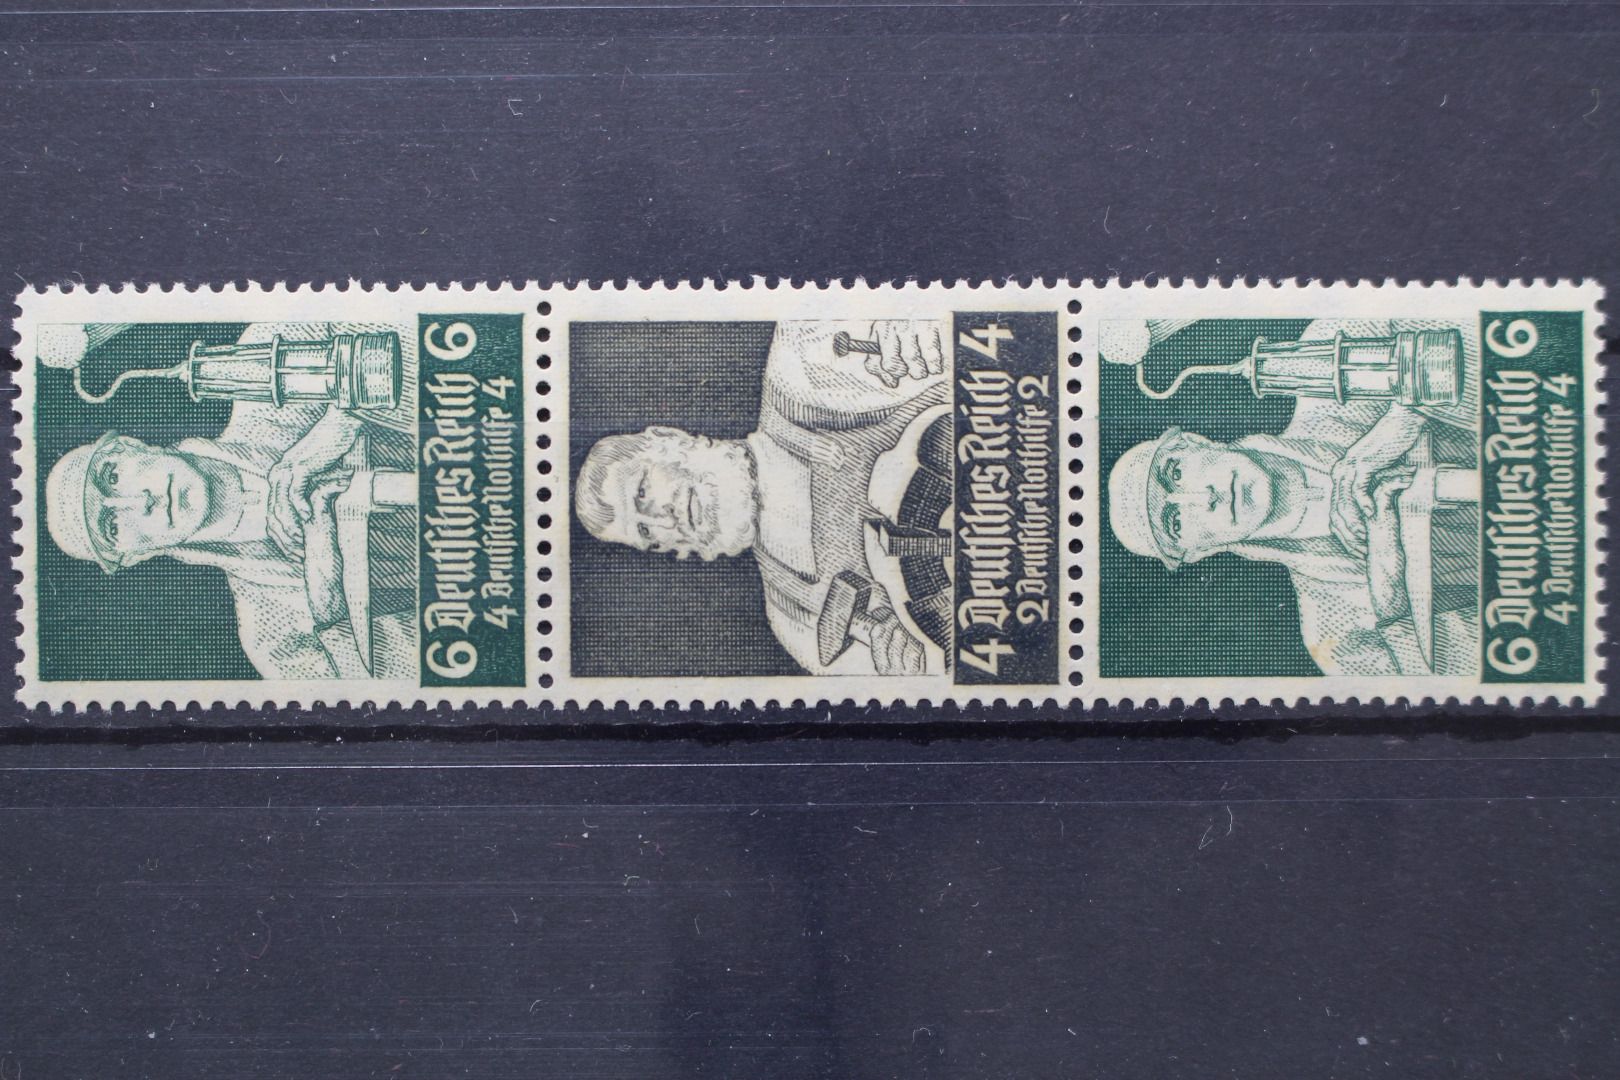 6 Deutsches Reich 6
4 Deutsche Nothilfe 4
4 Deutsches Reich 4
2 Deutsche Nothilfe 2
6 Deutsches Reich 6
4 Deutsche Nothilfe 4